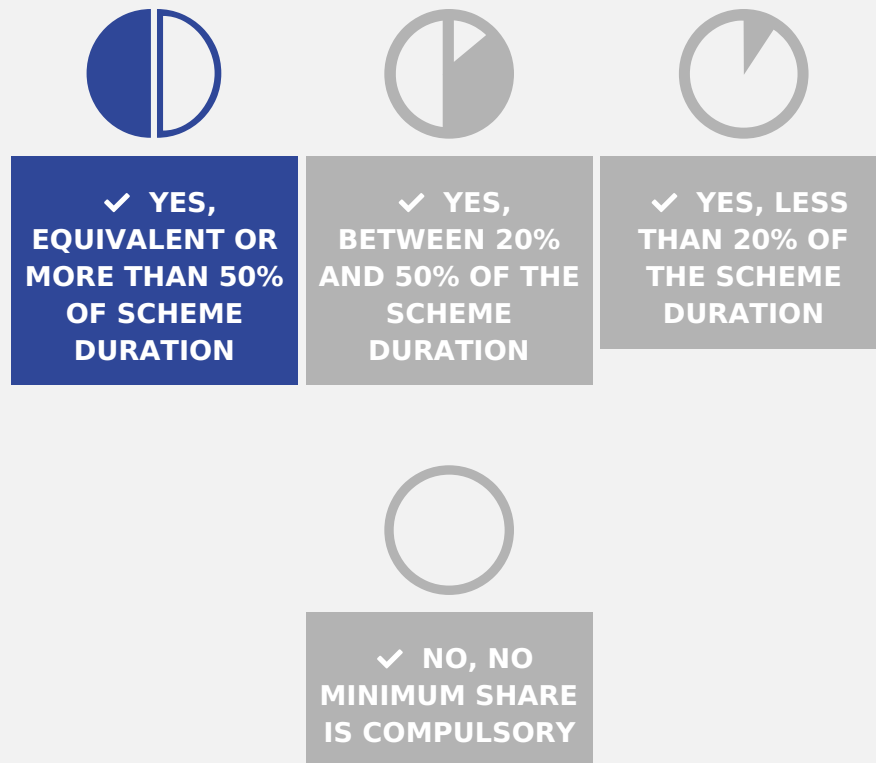 ✔ YES,
EQUIVALENT OR
MORE THAN 50%
OF SCHEME
DURATION
✔ YES,
BETWEEN 20%
AND 50% OF THE
SCHEME
DURATION
✔ YES, LESS
THAN 20% OF
THE SCHEME
DURATION
✔ NO, NO
MINIMUM SHARE
IS COMPULSORY